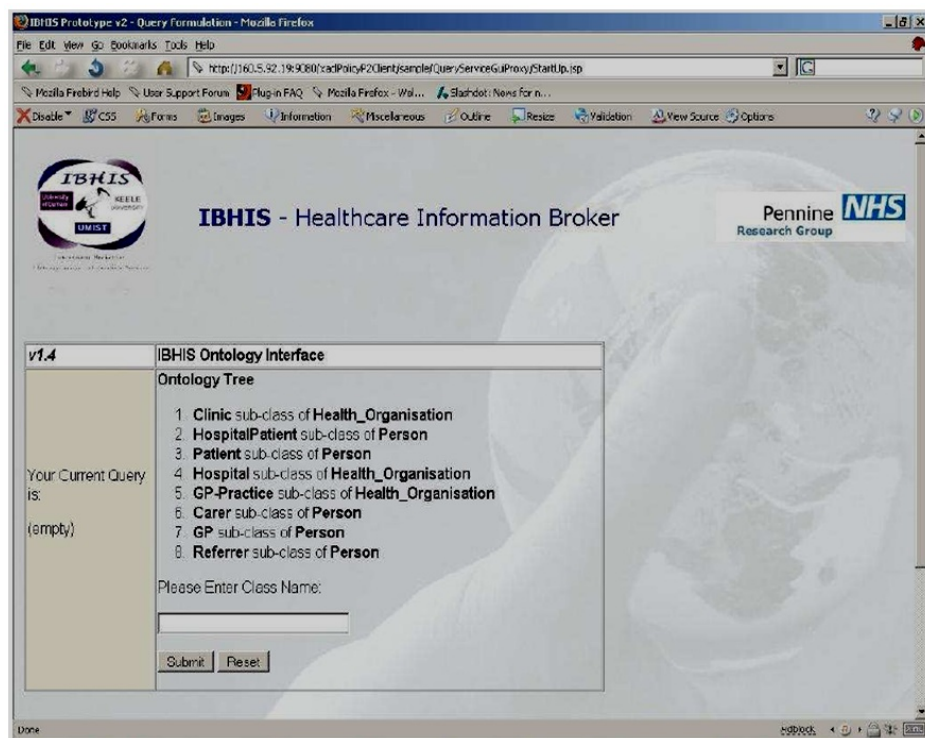 IBHIS Prototype v2 - Query Formulation - Mozilla Firefox
File Edit View Go Bookmarks Tools Help
G
Mozilla Firebird Help User Support Forum Plug-in FAQ Mozilla Firefox - Wel... Slashdot: News for n...
Disable CSS Forms Images Information Miscellaneous Outline Resize Validation View Source Options
IBHIS
KEELE
UMIST
IBHIS - Healthcare Information Broker
Pennine NHS
Research Group
v1.4 IBHIS Ontology Interface
Ontology Tree
1. Clinic sub-class of Health_Organisation
2. HospitalPatient sub-class of Person
3. Patient sub-class of Person
4. Hospital sub-class of Health_Organisation
5. GP-Practice sub-class of Health_Organisation
6. Carer sub-class of Person
7. GP sub-class of Person
8. Referrer sub-class of Person
Your Current Query
is:
(empty)
Please Enter Class Name:
Submit Reset
Done Adblock